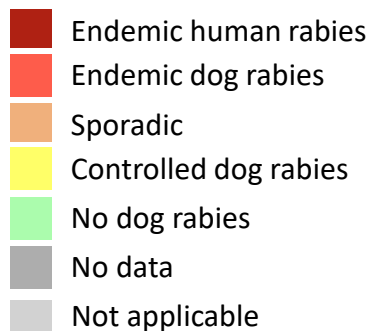 Endemic human rabies
Endemic dog rabies
Sporadic
Controlled dog rabies
No dog rabies
No data
Not applicable